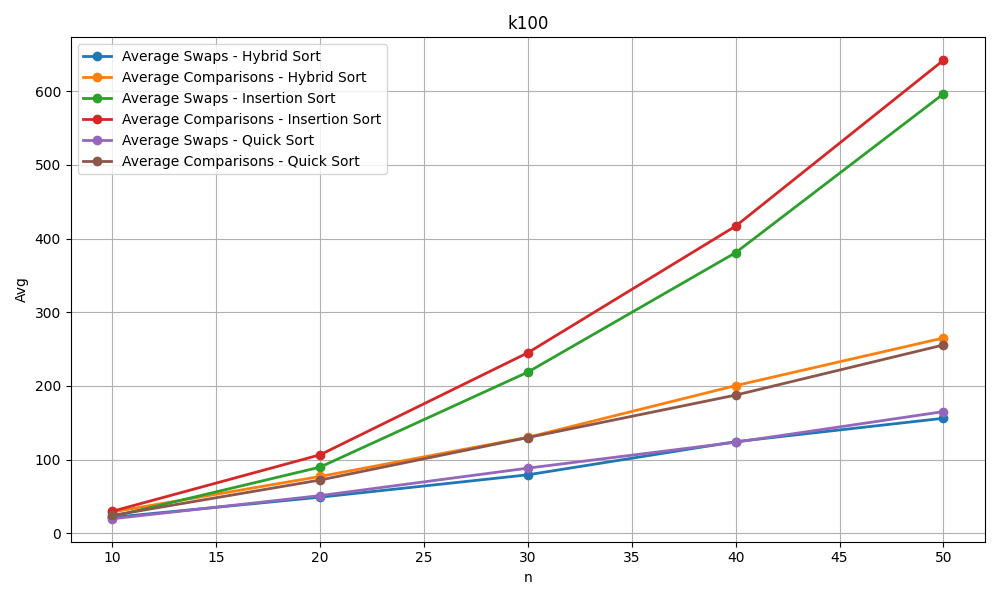 k100
Average Swaps - Hybrid Sort
Average Comparisons - Hybrid Sort
Average Swaps - Insertion Sort
Average Comparisons - Insertion Sort
Average Swaps - Quick Sort
Average Comparisons - Quick Sort
600
500
400
300
200
100
0
Avg
10 15 20 25 30 35 40 45 50
n